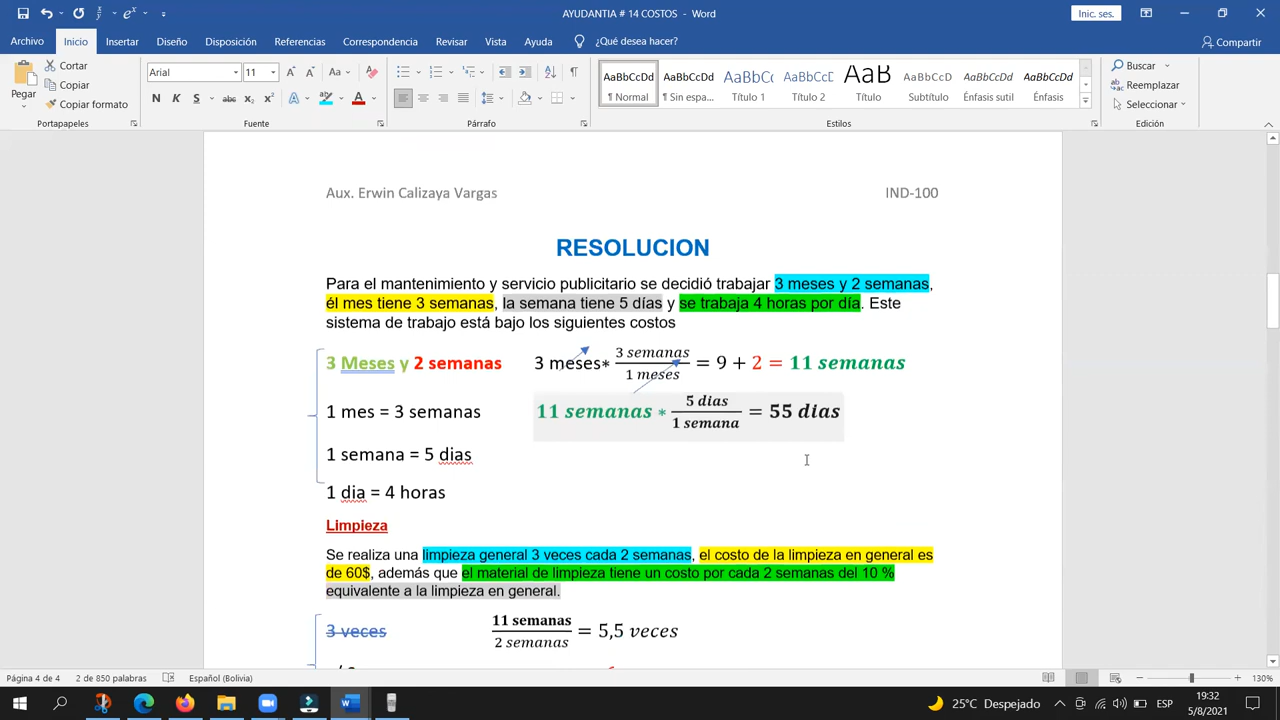 AYUDANTIA # 14 COSTOS - Word
Inic. ses.
Archivo Inicio Insertar Diseño Disposición Referencias Correspondencia Revisar Vista Ayuda ¿Qué desea hacer? Compartir
Pegar
Cortar
Copiar
Copiar formato
Portapapeles
Arial 11
Fuente
Párrafo
AaBbCcDd AaBbCcDd AaBbCc AaBbCcD AaB AaBbCcD AaBbCcDd AaBbCcDd
¶ Normal ¶ Sin espa... Título 1 Título 2 Título Subtítulo Énfasis sutil Énfasis
Estilos
Buscar
Reemplazar
Seleccionar
Edición
Aux. Erwin Calizaya Vargas IND-100
RESOLUCION
Para el mantenimiento y servicio publicitario se decidió trabajar 3 meses y 2 semanas,
él mes tiene 3 semanas, la semana tiene 5 días y se trabaja 4 horas por día. Este
sistema de trabajo está bajo los siguientes costos
3 Meses y 2 semanas 3 meses* 3 semanas / 1 meses = 9 + 2 = 11 semanas
1 mes = 3 semanas 11 semanas * 5 dias / 1 semana = 55 dias
1 semana = 5 dias
1 dia = 4 horas
Limpieza
Se realiza una limpieza general 3 veces cada 2 semanas, el costo de la limpieza en general es
de 60$, además que el material de limpieza tiene un costo por cada 2 semanas del 10 %
equivalente a la limpieza en general.
3 veces 11 semanas / 2 semanas = 5,5 veces
Página 4 de 4 2 de 850 palabras Español (Bolivia) 130%
25°C Despejado ESP 19:32
5/8/2021